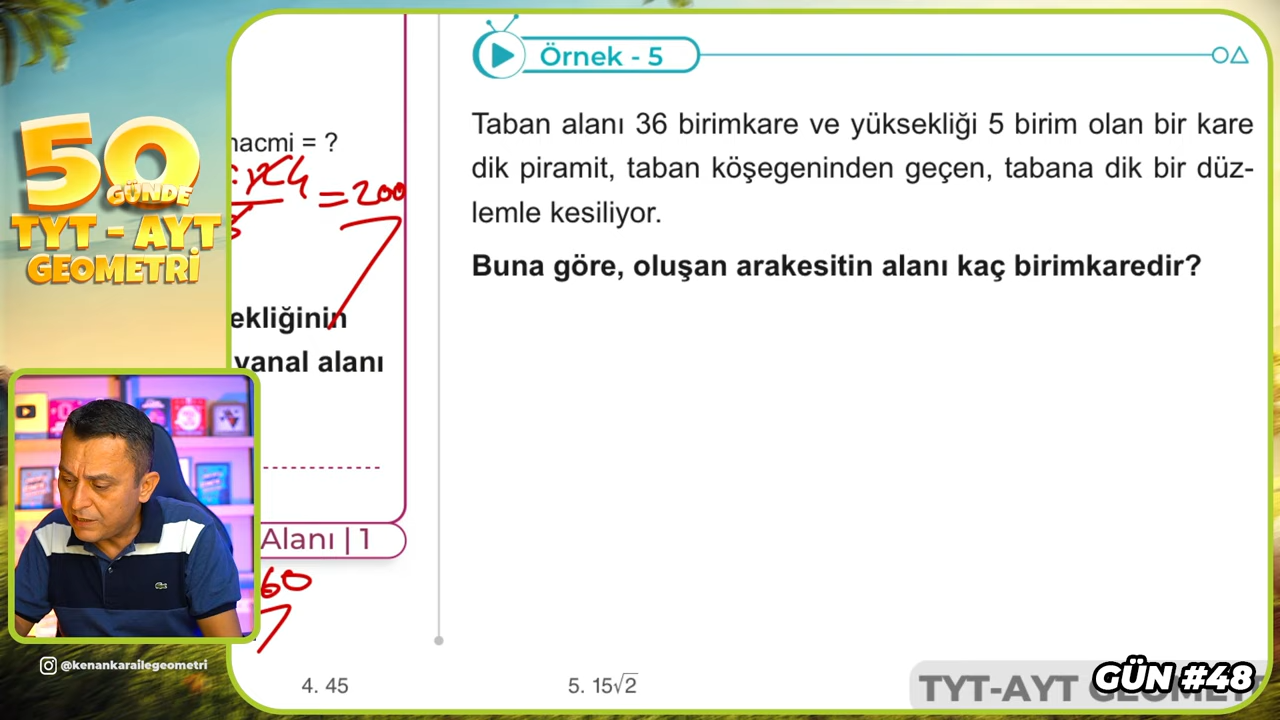 50
GÜNDE
TYT - AYT
GEOMETRİ
@kenankarailegeometri
hacmi = ?
= 200
ekliğinin
yanal alanı
Alanı | 1
60
4. 45
Örnek - 5
Taban alanı 36 birimkare ve yüksekliği 5 birim olan bir kare
dik piramit, taban köşegeninden geçen, tabana dik bir düz-
lemle kesiliyor.
Buna göre, oluşan arakesitin alanı kaç birimkaredir?
5. 15√2
TYT-AYT GEOMET
GÜN #48